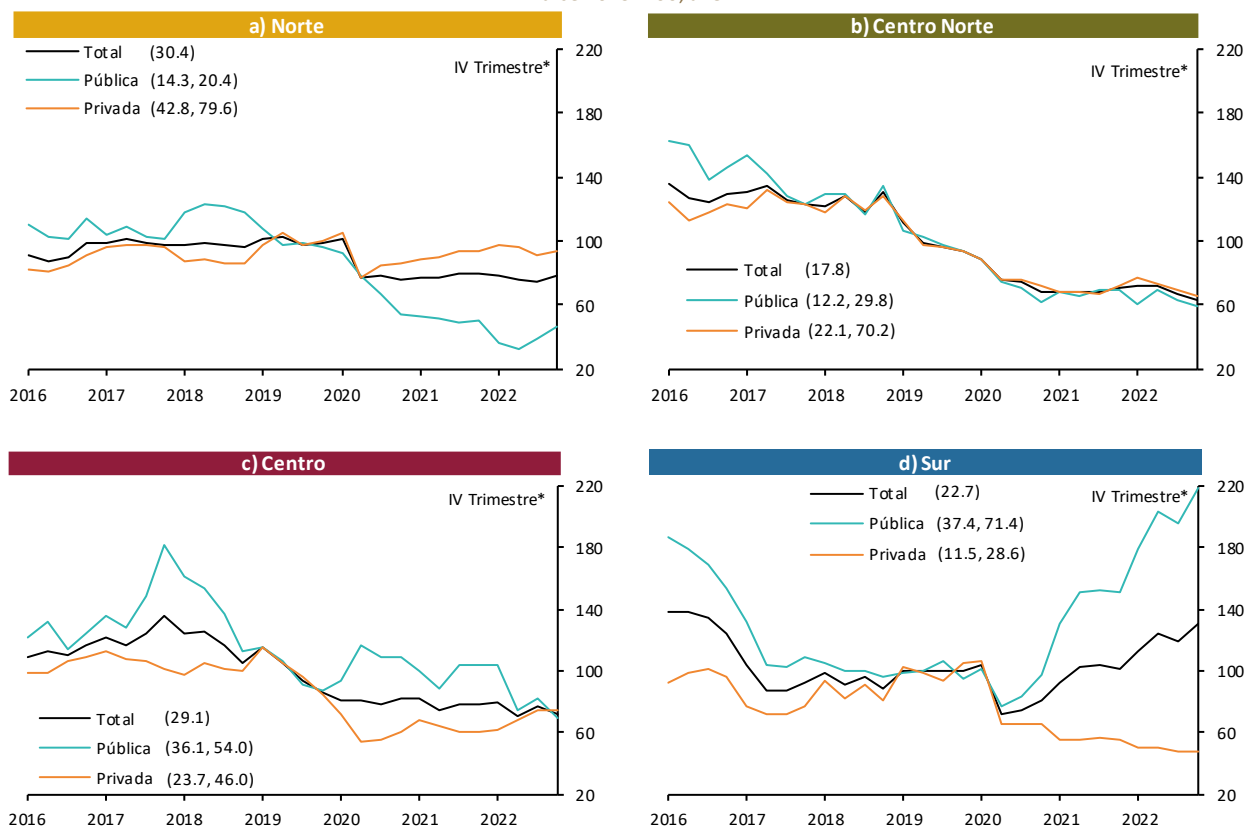 a) Norte
Total (30.4)
Pública (14.3, 20.4)
Privada (42.8, 79.6)
IV Trimestre*
220
180
140
100
60
20
2016 2017 2018 2019 2020 2021 2022
b) Centro Norte
IV Trimestre*
Total (17.8)
Pública (12.2, 29.8)
Privada (22.1, 70.2)
220
180
140
100
60
20
2016 2017 2018 2019 2020 2021 2022
c) Centro
IV Trimestre*
Total (29.1)
Pública (36.1, 54.0)
Privada (23.7, 46.0)
220
180
140
100
60
20
2016 2017 2018 2019 2020 2021 2022
d) Sur
Total (22.7)
Pública (37.4, 71.4)
Privada (11.5, 28.6)
IV Trimestre*
220
180
140
100
60
20
2016 2017 2018 2019 2020 2021 2022